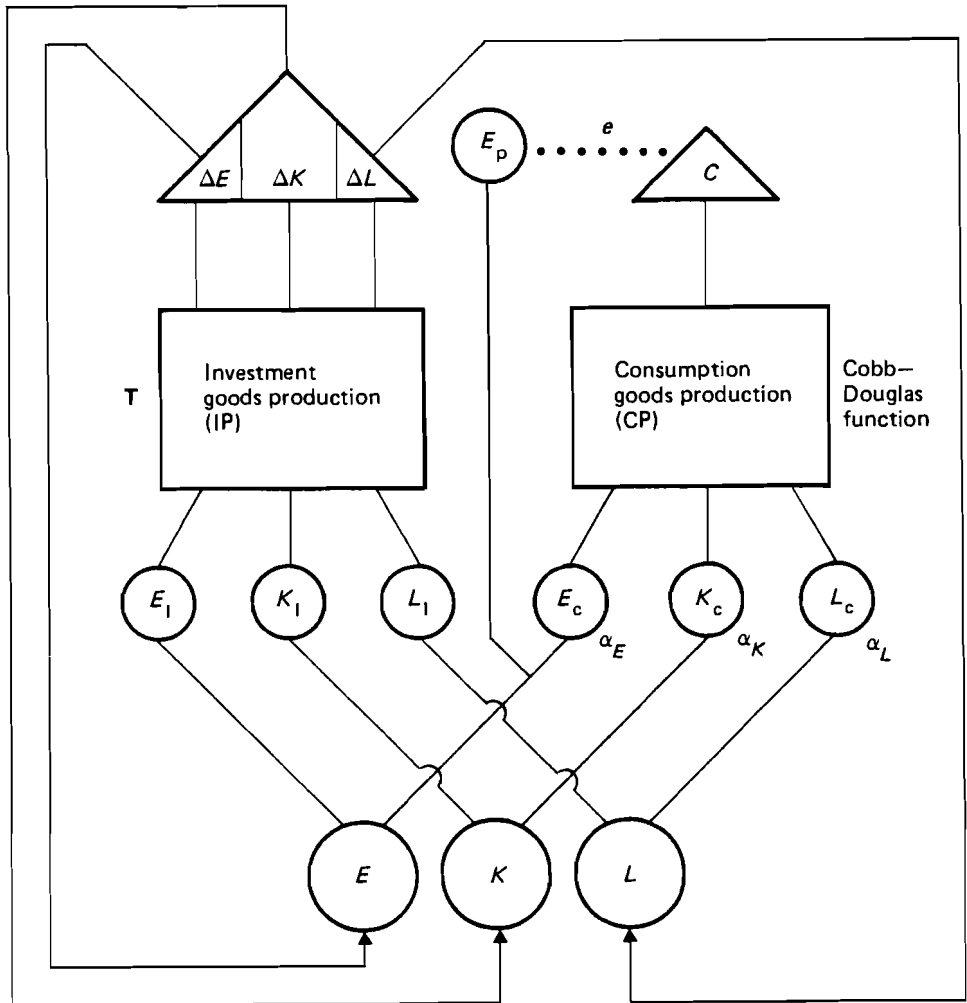 ΔE ΔK ΔL
E_p e C
T
Investment
goods production
(IP)
Consumption
goods production
(CP)
Cobb—
Douglas
function
E_I K_I L_I E_c K_c L_c
α_E α_K α_L
E K L